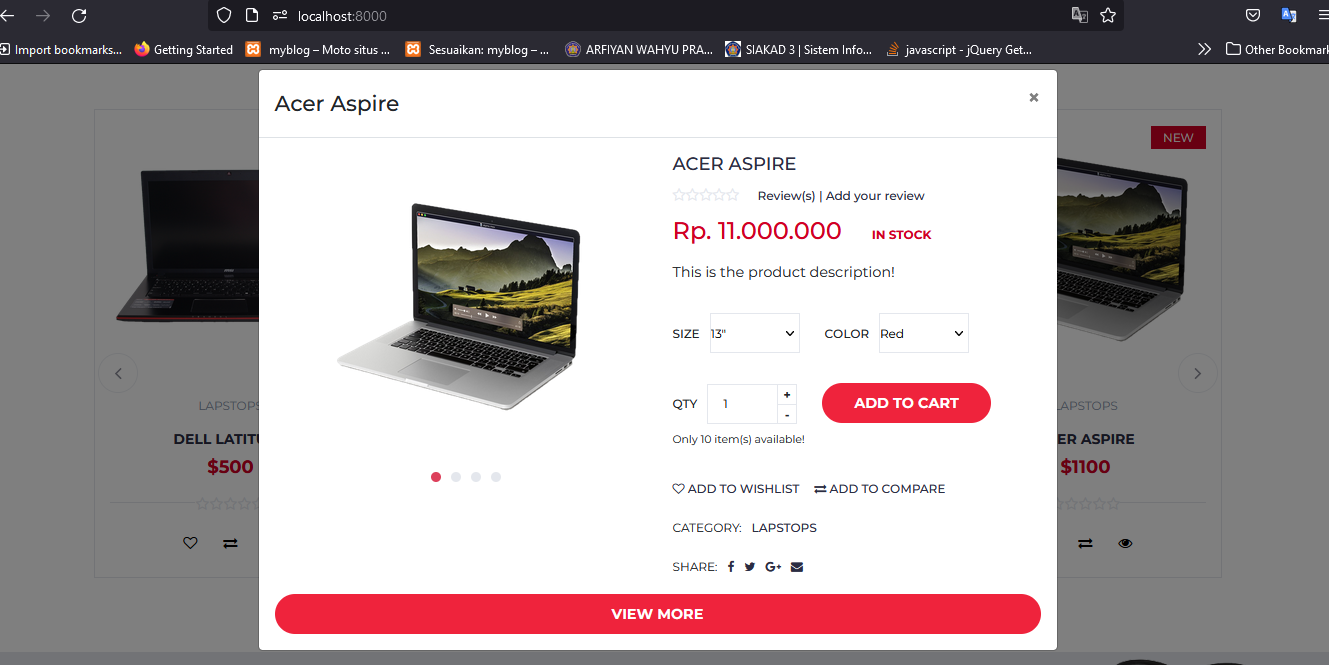 localhost:8000
Import bookmarks...
Getting Started
myblog – Moto situs ...
Sesuaikan: myblog – ...
ARFIYAN WAHYU PRA...
SIAKAD 3 | Sistem Info...
javascript - jQuery Get...
Other Bookmark
Acer Aspire
×
NEW
ACER ASPIRE
Review(s) | Add your review
Rp. 11.000.000 IN STOCK
This is the product description!
SIZE 13" COLOR Red
QTY 1 + - ADD TO CART
Only 10 item(s) available!
ADD TO WISHLIST ADD TO COMPARE
CATEGORY: LAPSTOPS
SHARE:
VIEW MORE
LAPSTOPS
DELL LATITU
$500
LAPSTOPS
ER ASPIRE
$1100